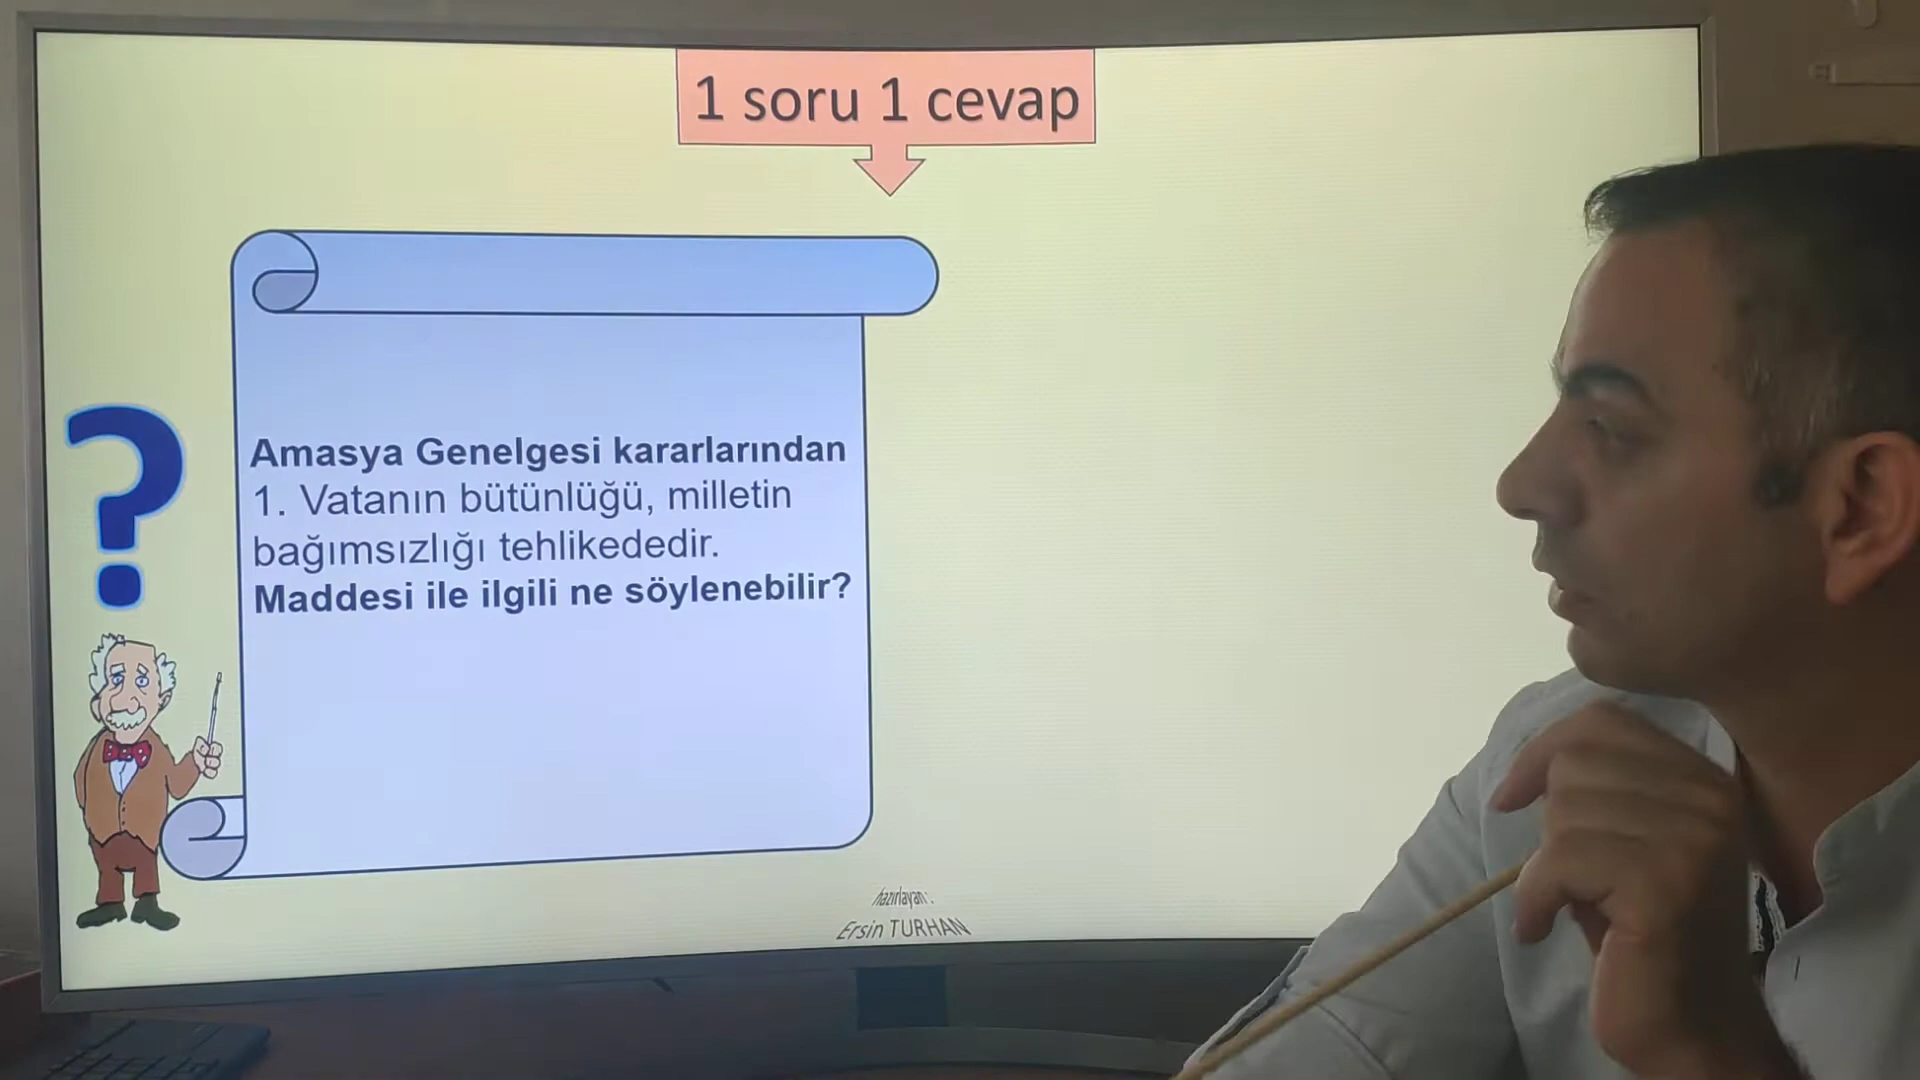 1 soru 1 cevap
?
Amasya Genelgesi kararlarından
1. Vatanın bütünlüğü, milletin
bağımsızlığı tehlikededir.
Maddesi ile ilgili ne söylenebilir?
hazırlayan:
Ersin TURHAN